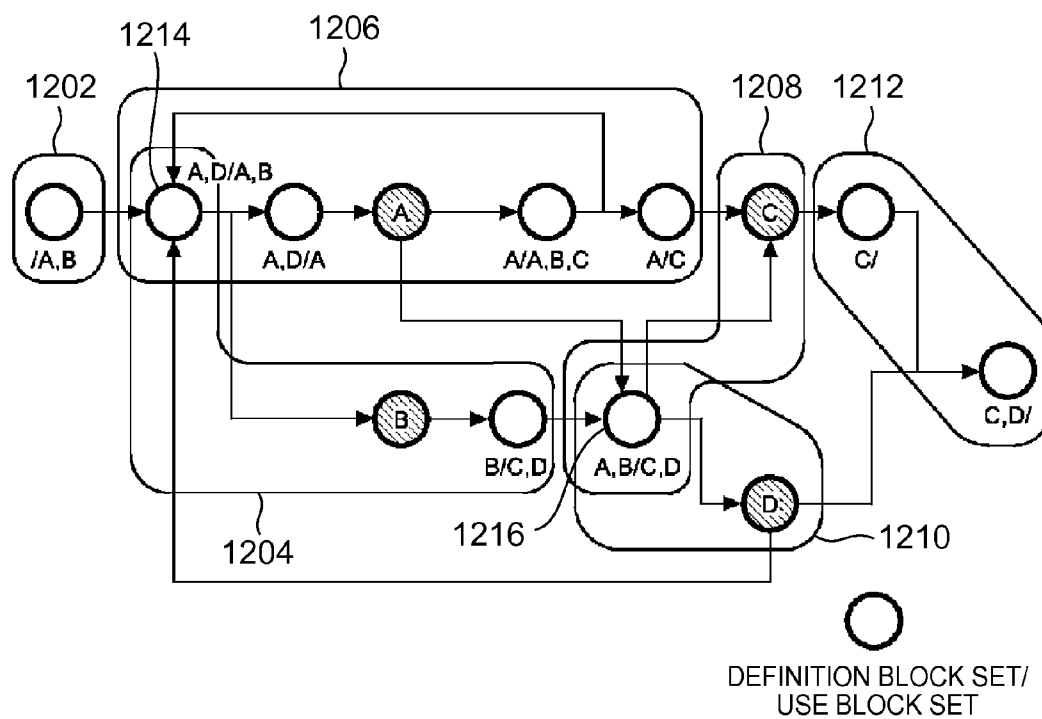 1214
1206
1202
1208
1212
A,D/A,B
A
C
/A,B
A,D/A
A/A,B,C
A/C
C/
B
B/C,D
A,B/C,D
C,D/
D
1204
1216
1210
DEFINITION BLOCK SET/
USE BLOCK SET